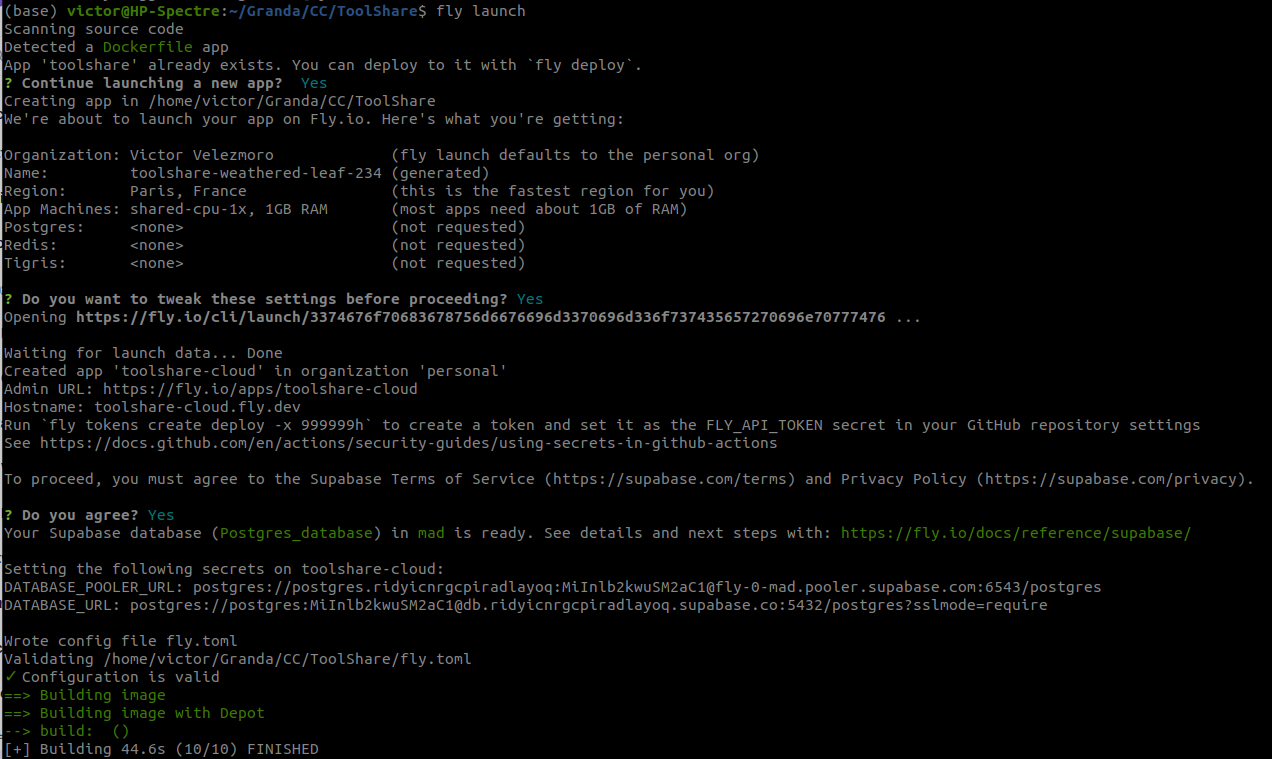 (base) victor@HP-Spectre:~/Granda/CC/ToolShare$ fly launch
Scanning source code
Detected a Dockerfile app
App 'toolshare' already exists. You can deploy to it with `fly deploy`.
? Continue launching a new app?  Yes
Creating app in /home/victor/Granda/CC/ToolShare
We're about to launch your app on Fly.io. Here's what you're getting:
Organization: Victor Velezmoro             (fly launch defaults to the personal org)
Name:         toolshare-weathered-leaf-234 (generated)
Region:       Paris, France                (this is the fastest region for you)
App Machines: shared-cpu-1x, 1GB RAM       (most apps need about 1GB of RAM)
Postgres:     <none>                       (not requested)
Redis:        <none>                       (not requested)
Tigris:       <none>                       (not requested)
? Do you want to tweak these settings before proceeding? Yes
Opening https://fly.io/cli/launch/3374676f70683678756d6676696d3370696d336f737435657270696e70777476 ...
Waiting for launch data... Done
Created app 'toolshare-cloud' in organization 'personal'
Admin URL: https://fly.io/apps/toolshare-cloud
Hostname: toolshare-cloud.fly.dev
Run `fly tokens create deploy -x 999999h` to create a token and set it as the FLY_API_TOKEN secret in your GitHub repository settings
See https://docs.github.com/en/actions/security-guides/using-secrets-in-github-actions
To proceed, you must agree to the Supabase Terms of Service (https://supabase.com/terms) and Privacy Policy (https://supabase.com/privacy).
? Do you agree? Yes
Your Supabase database (Postgres_database) in mad is ready. See details and next steps with: https://fly.io/docs/reference/supabase/
Setting the following secrets on toolshare-cloud:
DATABASE_POOLER_URL: postgres://postgres.ridyicnrgcpiradlayoq:MiInlb2kwuSM2aC1@fly-0-mad.pooler.supabase.com:6543/postgres
DATABASE_URL: postgres://postgres:MiInlb2kwuSM2aC1@db.ridyicnrgcpiradlayoq.supabase.co:5432/postgres?sslmode=require
Wrote config file fly.toml
Validating /home/victor/Granda/CC/ToolShare/fly.toml
✓ Configuration is valid
==> Building image
==> Building image with Depot
--> build:  ()
[+] Building 44.6s (10/10) FINISHED